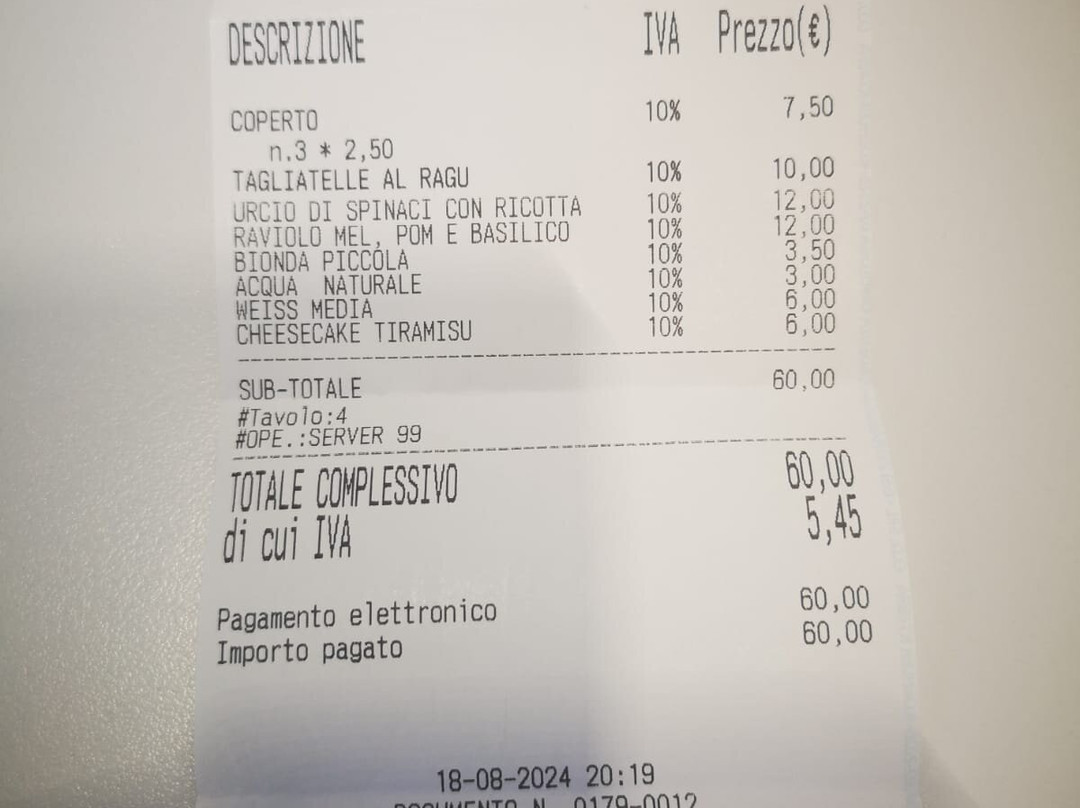 DESCRIZIONE IVA Prezzo(€)
COPERTO 10% 7,50
n.3 * 2,50
TAGLIATELLE AL RAGU 10% 10,00
URCIO DI SPINACI CON RICOTTA 10% 12,00
RAVIOLO MEL, POM E BASILICO 10% 12,00
BIONDA PICCOLA 10% 3,50
ACQUA NATURALE 10% 3,00
WEISS MEDIA 10% 6,00
CHEESECAKE TIRAMISU 10% 6,00
SUB-TOTALE 60,00
#Tavolo:4
#OPE.:SERVER 99
TOTALE COMPLESSIVO 60,00
di cui IVA 5,45
Pagamento elettronico 60,00
Importo pagato 60,00
18-08-2024 20:19
DOCUMENTO N. 0179-0012